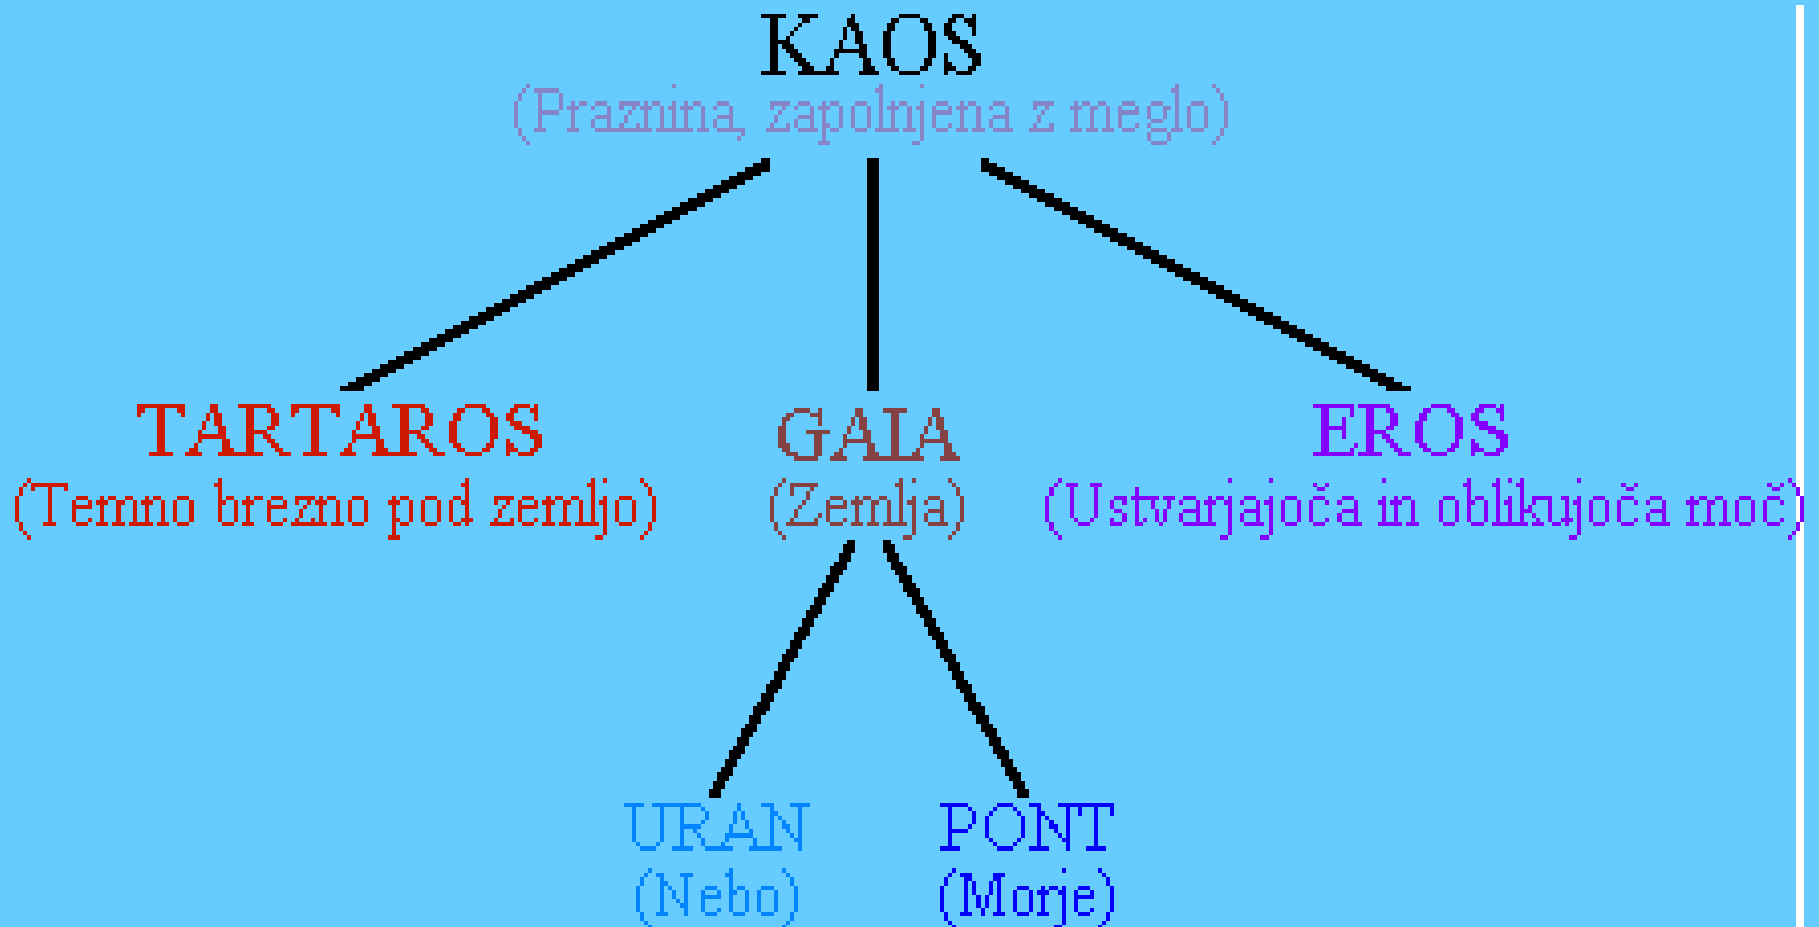 KAOS
(Praznina, zapolnjena z meglo)
TARTAROS GAIA EROS
(Temno brezno pod zemljo) (Zemlja) (Ustvarjajoča in oblikujoča moč)
URAN PONT
(Nebo) (Morje)